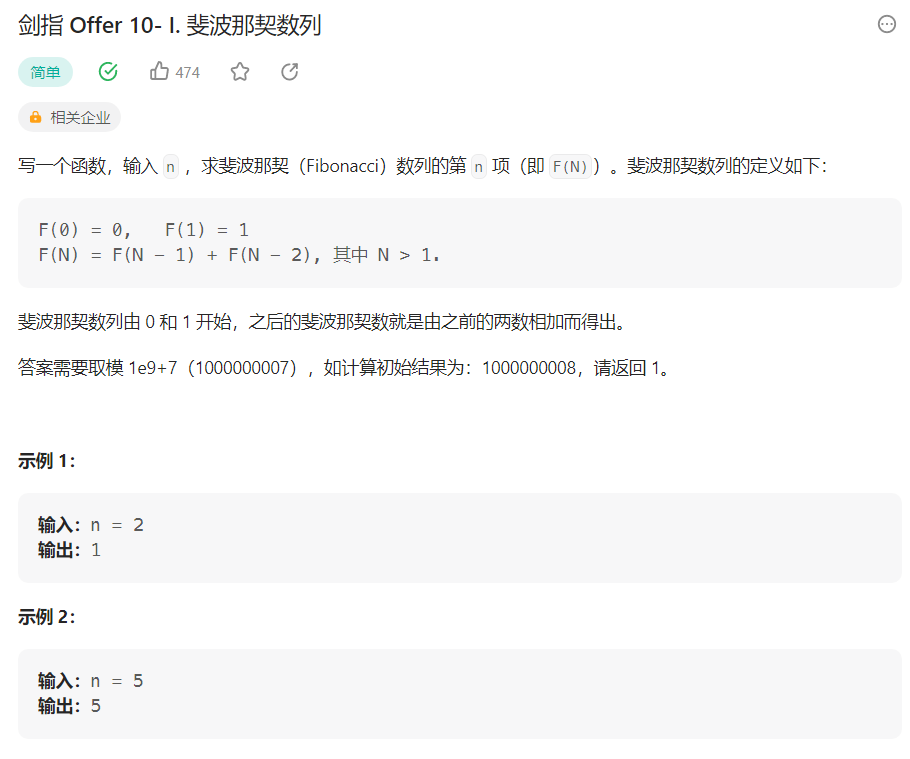 剑指 Offer 10- I. 斐波那契数列
简单 474
相关企业
写一个函数，输入 n ，求斐波那契（Fibonacci）数列的第 n 项（即 F(N)）。斐波那契数列的定义如下：
F(0) = 0,   F(1) = 1
F(N) = F(N - 1) + F(N - 2), 其中 N > 1.
斐波那契数列由 0 和 1 开始，之后的斐波那契数就是由之前的两数相加而得出。
答案需要取模 1e9+7（1000000007），如计算初始结果为：1000000008，请返回 1。
示例 1：
输入：n = 2
输出：1
示例 2：
输入：n = 5
输出：5